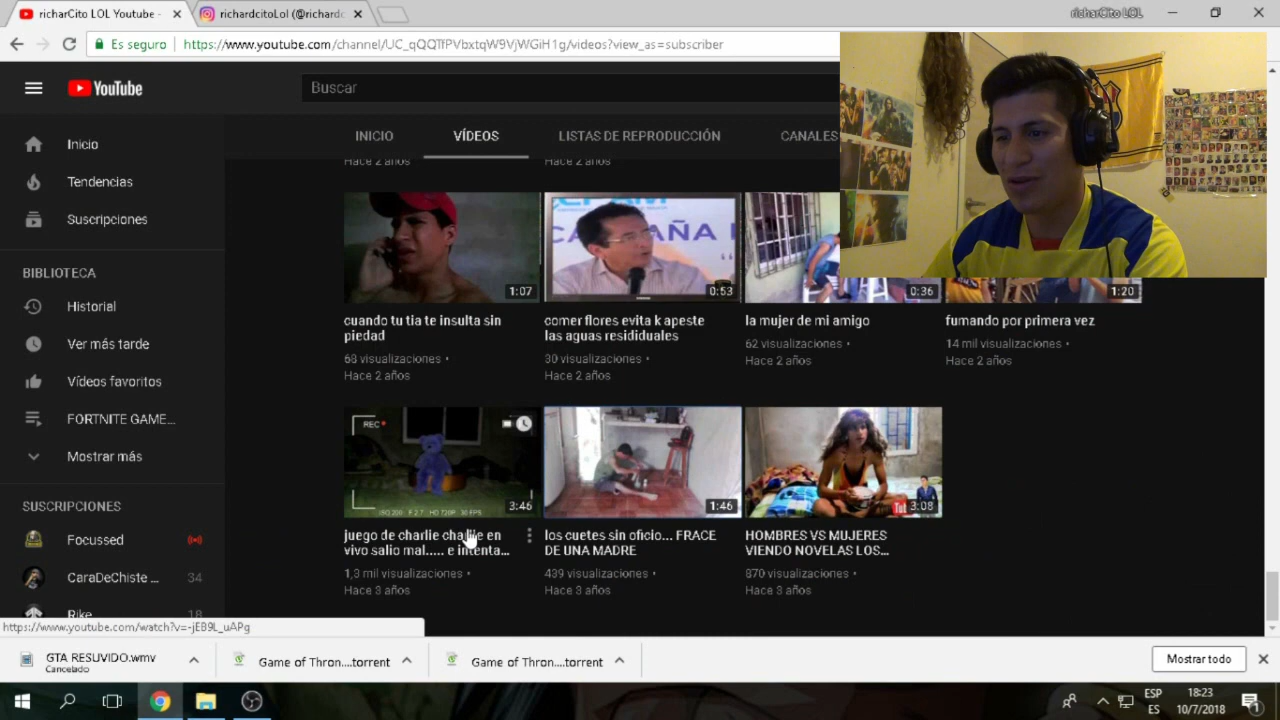 richarCito LOL Youtube -
richardcitoLol (@richardc
richarCito LOL
Es seguro
https://www.youtube.com/channel/UC_qQQTfPVbxtqW9VjWGiH1g/videos?view_as=subscriber
YouTube
Buscar
INICIO
VÍDEOS
LISTAS DE REPRODUCCIÓN
CANALES
Inicio
Tendencias
Suscripciones
BIBLIOTECA
Historial
Ver más tarde
Vídeos favoritos
FORTNITE GAME...
Mostrar más
SUSCRIPCIONES
Focussed
CaraDeChiste ... 34
Rike 18
Hace 2 años
Hace 2 años
1:07
0:53
0:36
1:20
cuando tu tia te insulta sin
piedad
68 visualizaciones •
Hace 2 años
comer flores evita k apeste
las aguas resididuales
30 visualizaciones •
Hace 2 años
la mujer de mi amigo
62 visualizaciones •
Hace 2 años
fumando por primera vez
14 mil visualizaciones •
Hace 2 años
REC
3:46
1:46
3:08
juego de charlie charlie en
vivo salio mal..... e intenta...
1,3 mil visualizaciones •
Hace 3 años
los cuetes sin oficio... FRACE
DE UNA MADRE
439 visualizaciones •
Hace 3 años
HOMBRES VS MUJERES
VIENDO NOVELAS LOS...
870 visualizaciones •
Hace 3 años
https://www.youtube.com/watch?v=-jEB9L_uAPg
GTA RESUVIDO.wmv
Cancelado
Game of Thron....torrent
Game of Thron....torrent
Mostrar todo
ESP
ES
18:23
10/7/2018
1